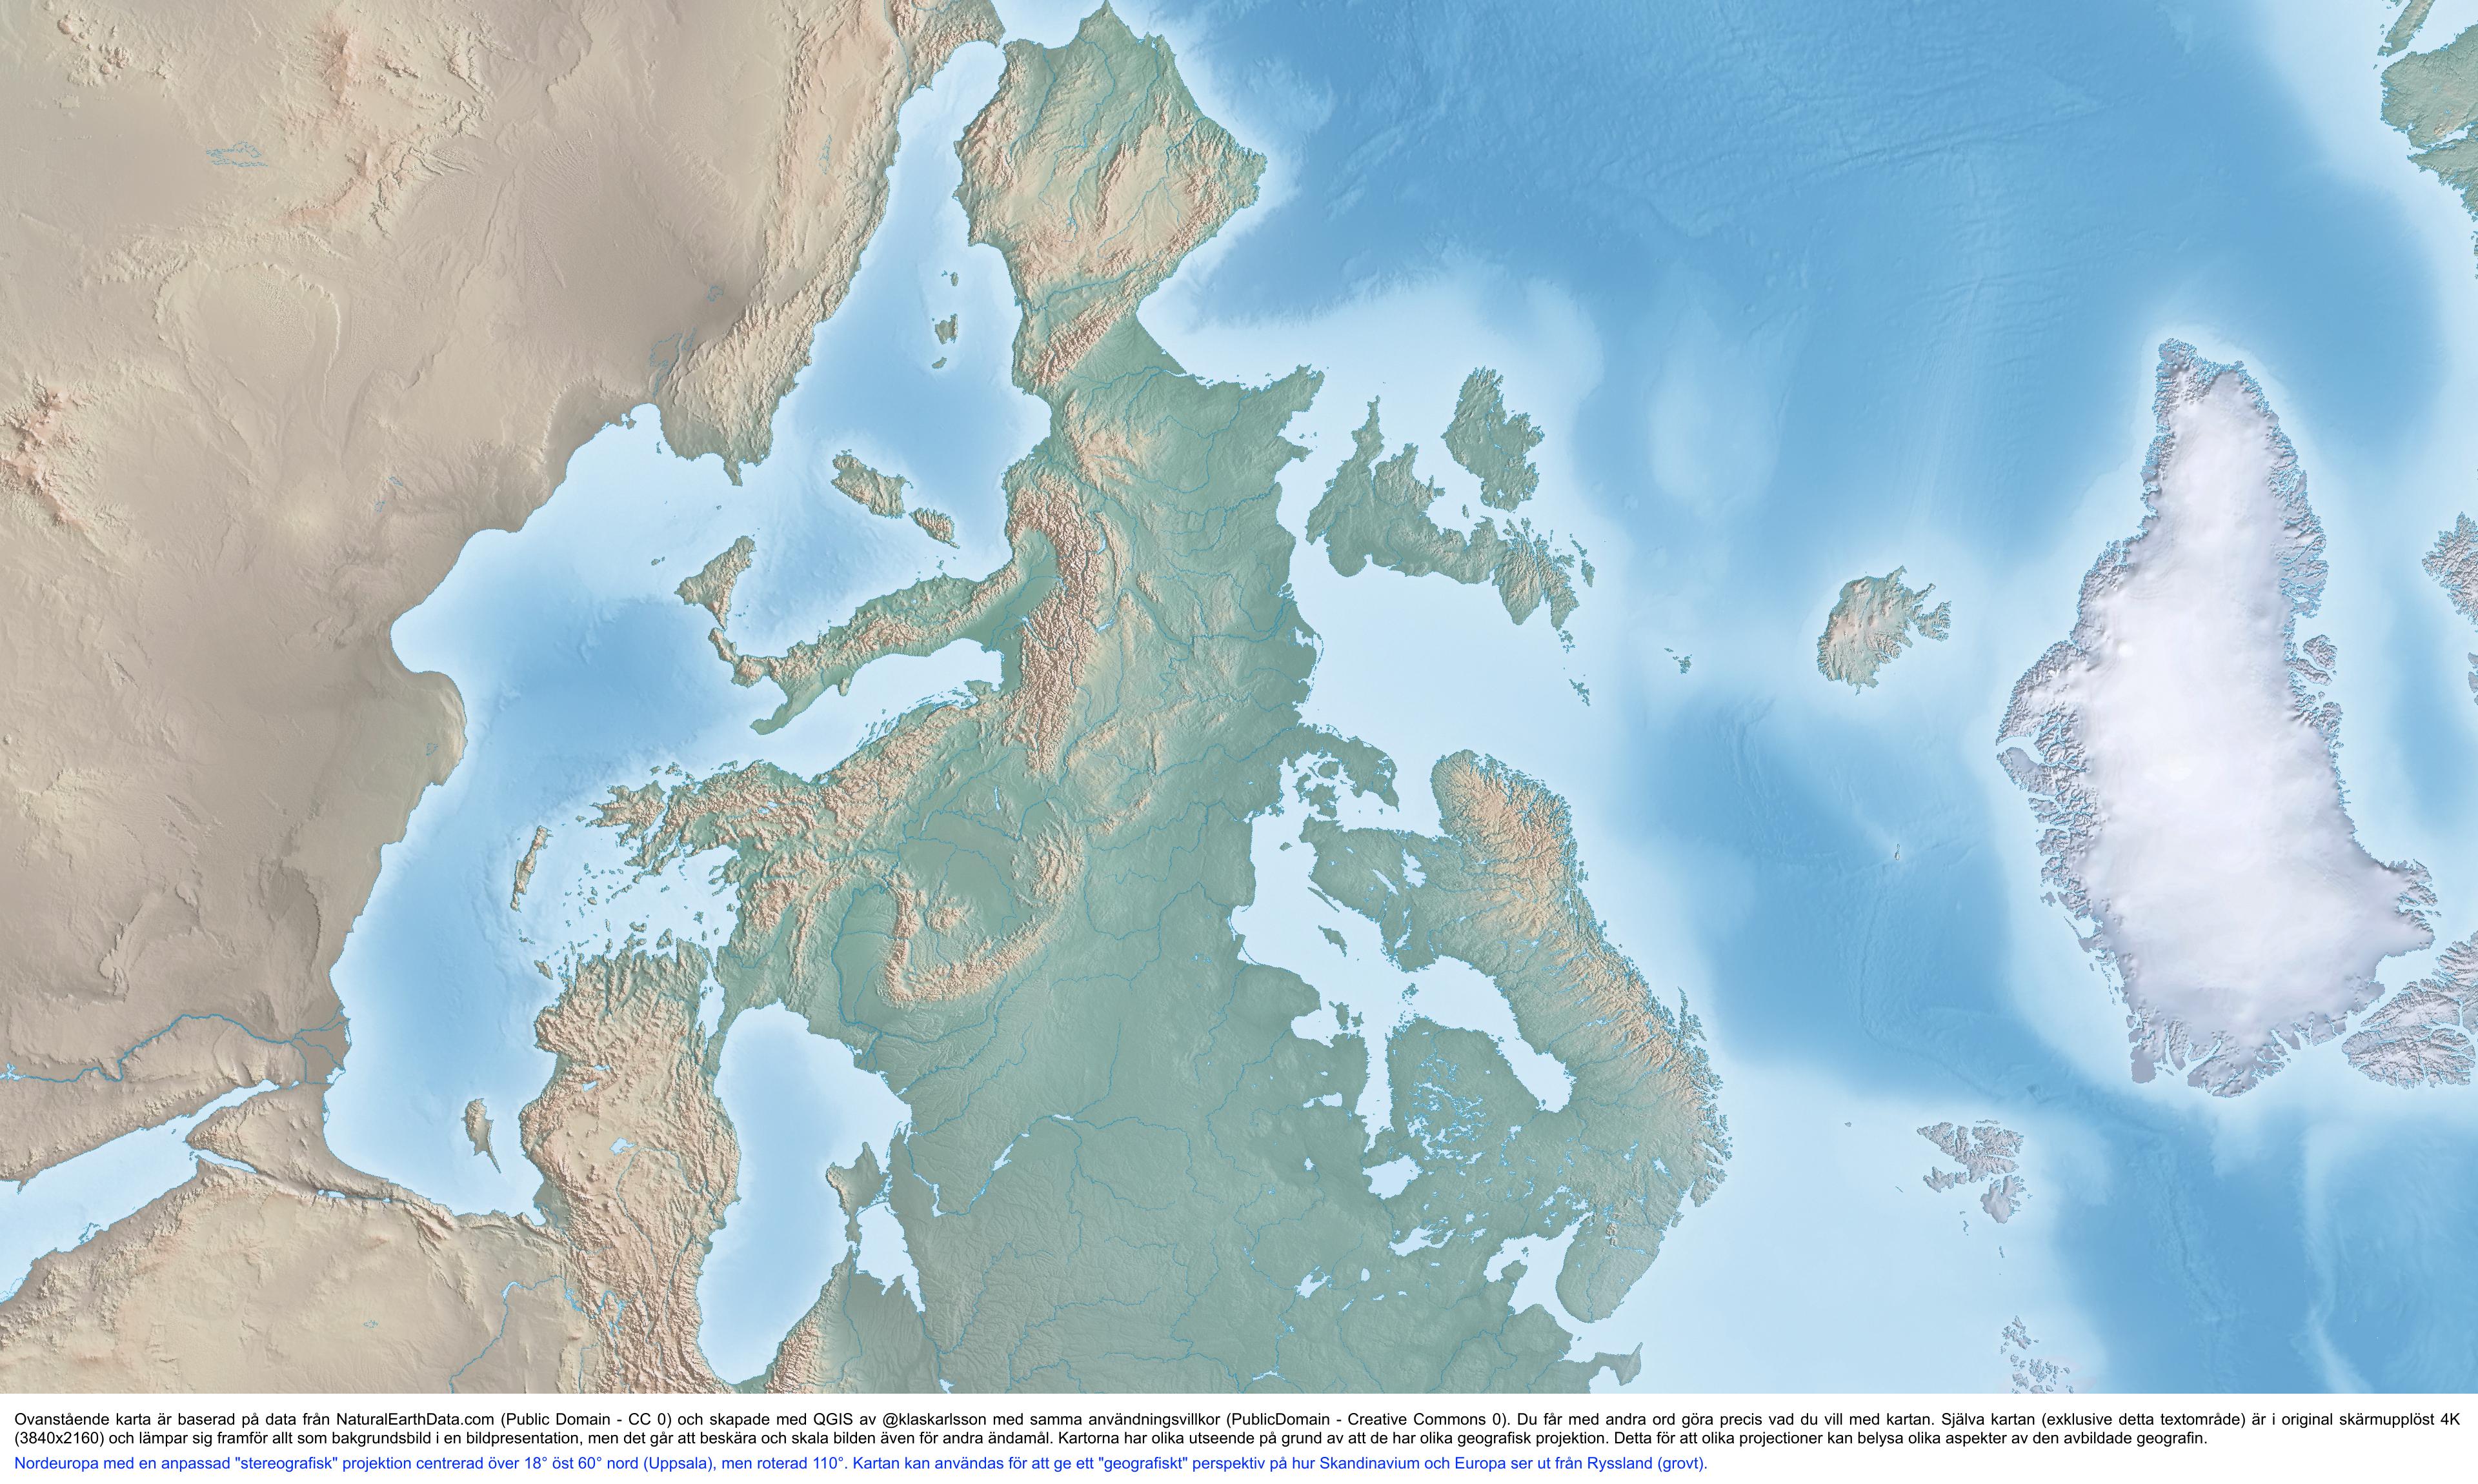 Ovanstående karta är baserad på data från NaturalEarthData.com (Public Domain - CC 0) och skapade med QGIS av @klaskarlsson med samma användningsvillkor (PublicDomain - Creative Commons 0). Du får med andra ord göra precis vad du vill med kartan. Själva kartan (exklusive detta textområde) är i original skärmupplöst 4K
(3840x2160) och lämpar sig framför allt som bakgrundsbild i en bildpresentation, men det går att beskära och skala bilden även för andra ändamål. Kartorna har olika utseende på grund av att de har olika geografisk projektion. Detta för att olika projectioner kan belysa olika aspekter av den avbildade geografin.
Nordeuropa med en anpassad "stereografisk" projektion centrerad över 18° öst 60° nord (Uppsala), men roterad 110°. Kartan kan användas för att ge ett "geografiskt" perspektiv på hur Skandinavium och Europa ser ut från Ryssland (grovt).